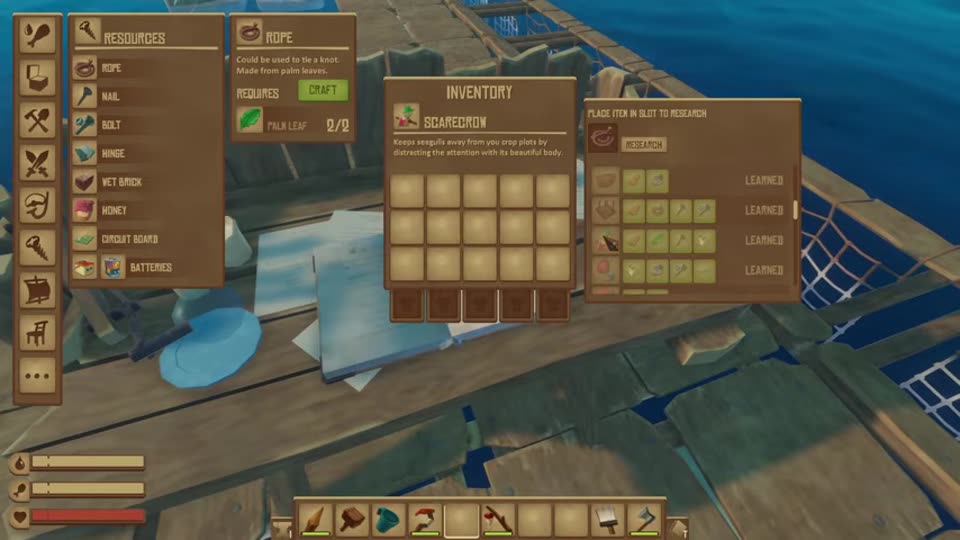 RESOURCES
ROPE
NAIL
BOLT
HINGE
WET BRICK
HONEY
CIRCUIT BOARD
BATTERIES
ROPE
Could be used to tie a knot.
Made from palm leaves.
REQUIRES
CRAFT
PALM LEAF 2/2
INVENTORY
SCARECROW
Keeps seagulls away from you crop plots by
distracting the attention with its beautiful body.
PLACE ITEM IN SLOT TO RESEARCH
RESEARCH
LEARNED
LEARNED
LEARNED
LEARNED